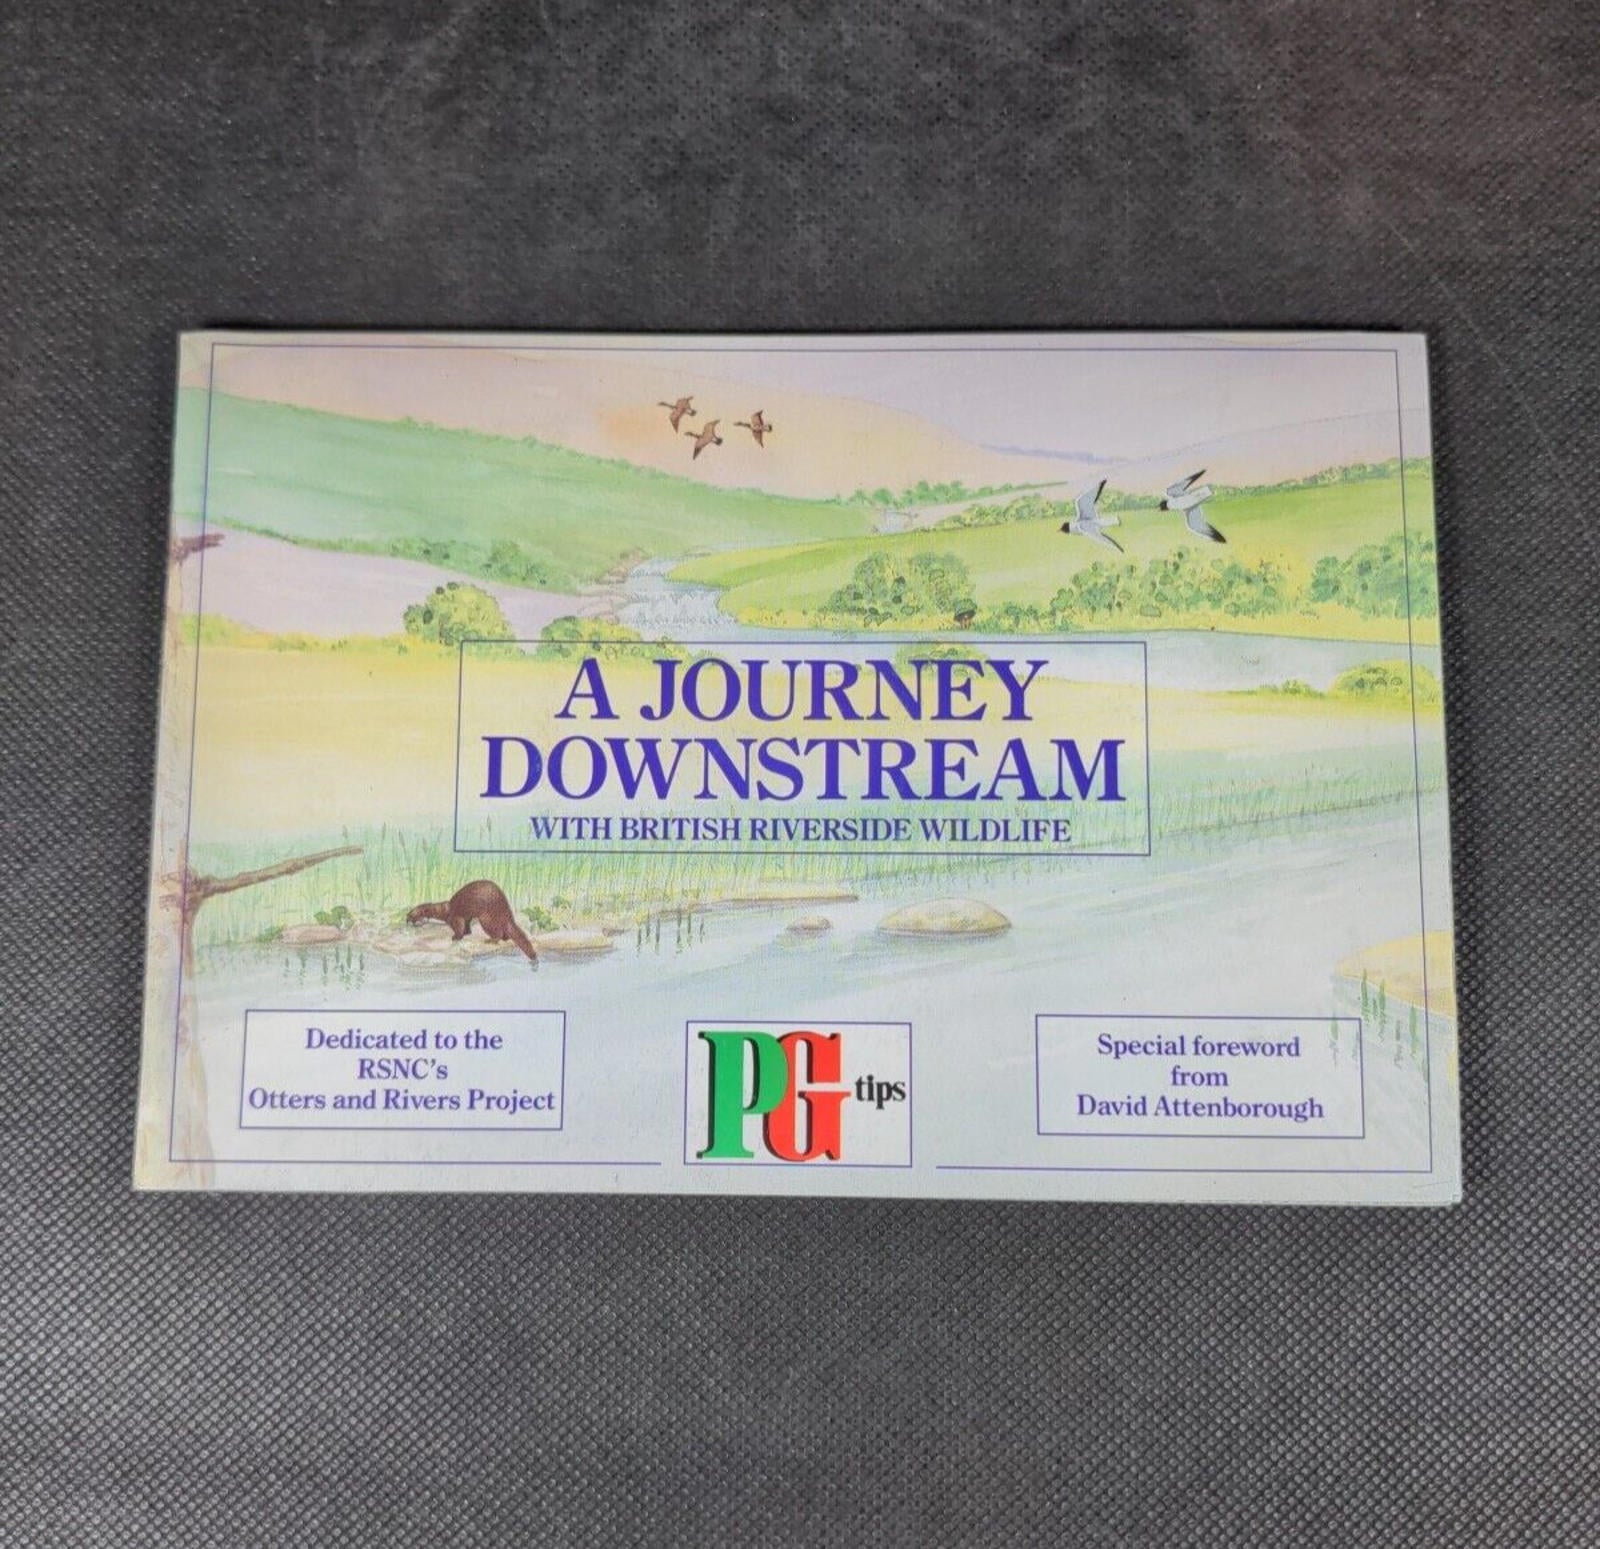 A JOURNEY
DOWNSTREAM
WITH BRITISH RIVERSIDE WILDLIFE
Dedicated to the
RSNC’s
Otters and Rivers Project
PG tips
Special foreword
from
David Attenborough